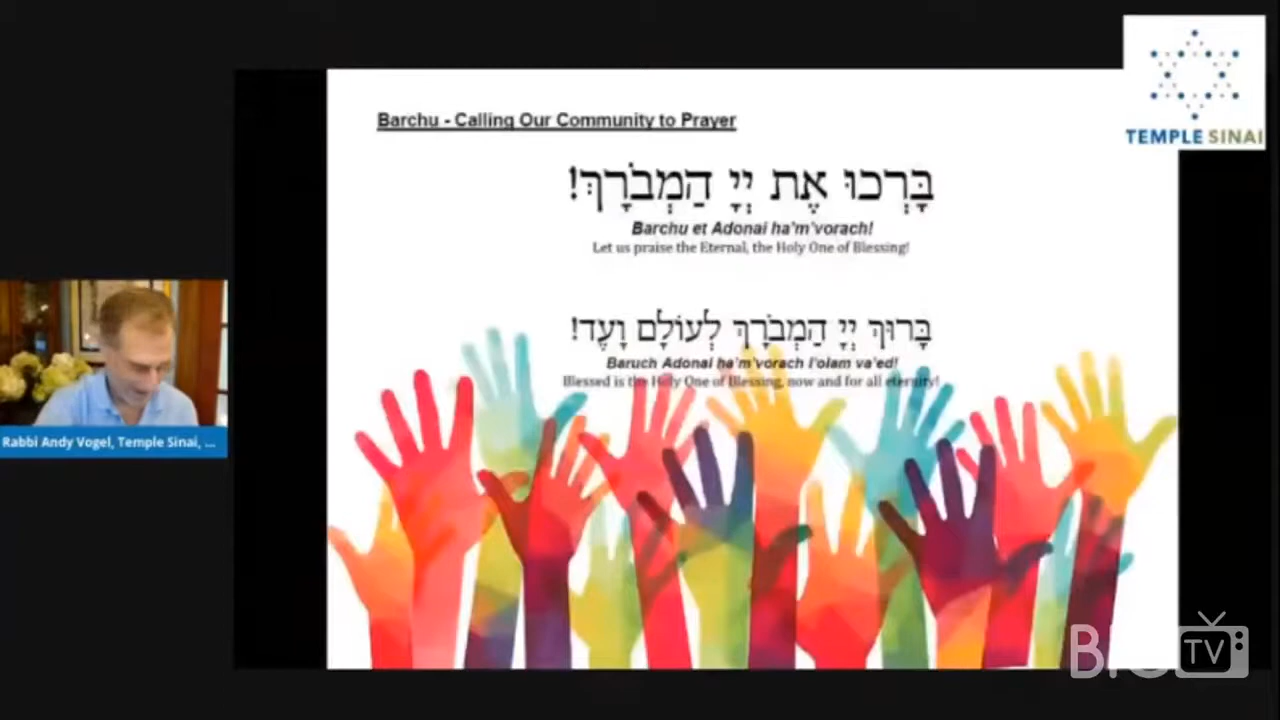 TEMPLE SINAI
Barchu - Calling Our Community to Prayer
בָּרְכוּ אֶת יְיָ הַמְבֹרָךְ!
Barchu et Adonai ha'm'vorach!
Let us praise the Eternal, the Holy One of Blessing!
בָּרוּךְ יְיָ הַמְבֹרָךְ לְעוֹלָם וָעֶד!
Baruch Adonai ha'm'vorach l'olam va'ed!
Blessed is the Holy One of Blessing, now and for all eternity!
Rabbi Andy Vogel, Temple Sinai, ...
TV